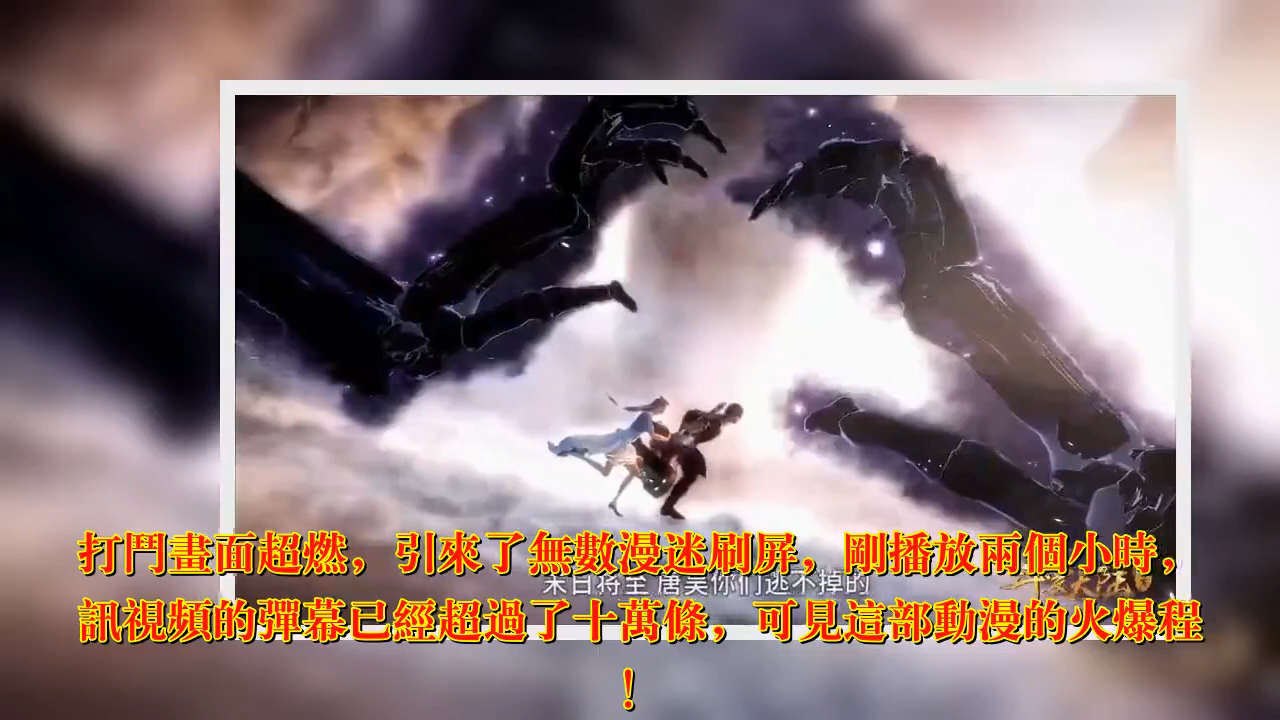 打鬥畫面超燃，引來了無數漫迷刷屏，剛播放兩個小時，
末日将至 唐昊你们逃不掉的
訊視頻的彈幕已經超過了十萬條，可見這部動漫的火爆程
！